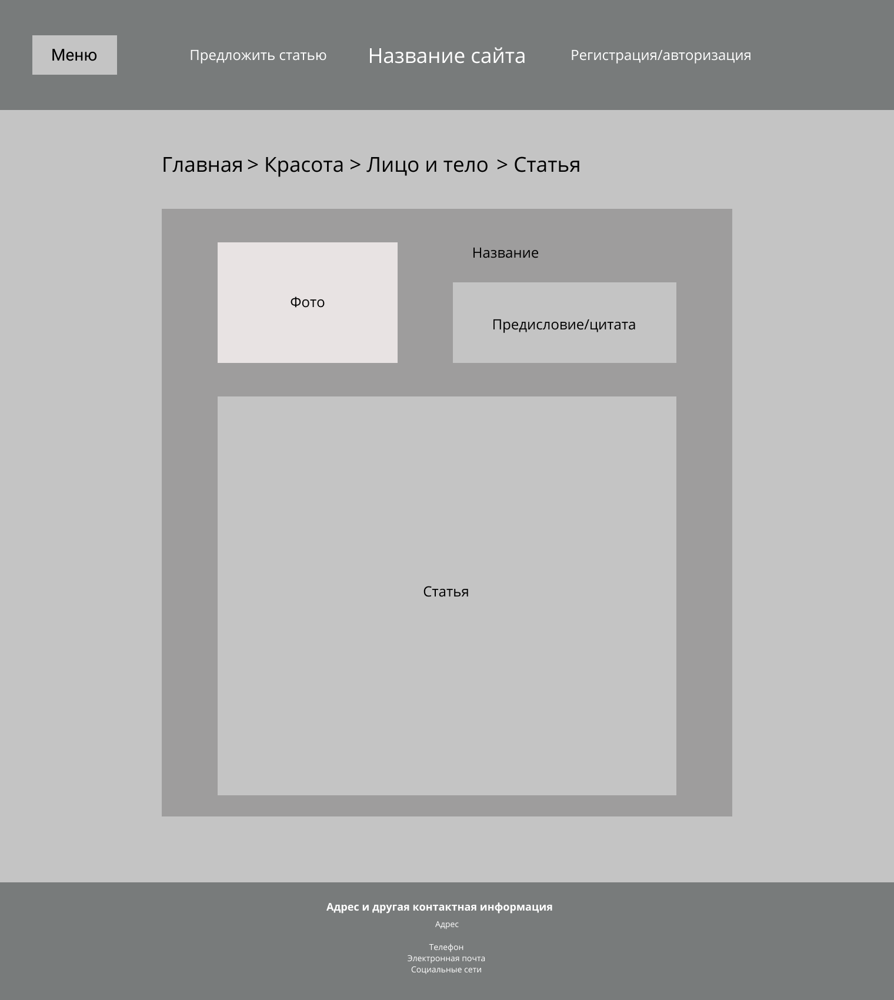 Меню
Предложить статью
Название сайта
Регистрация/авторизация
Главная > Красота > Лицо и тело > Статья
Фото
Название
Предисловие/цитата
Статья
Адрес и другая контактная информация
Адрес
Телефон
Электронная почта
Социальные сети